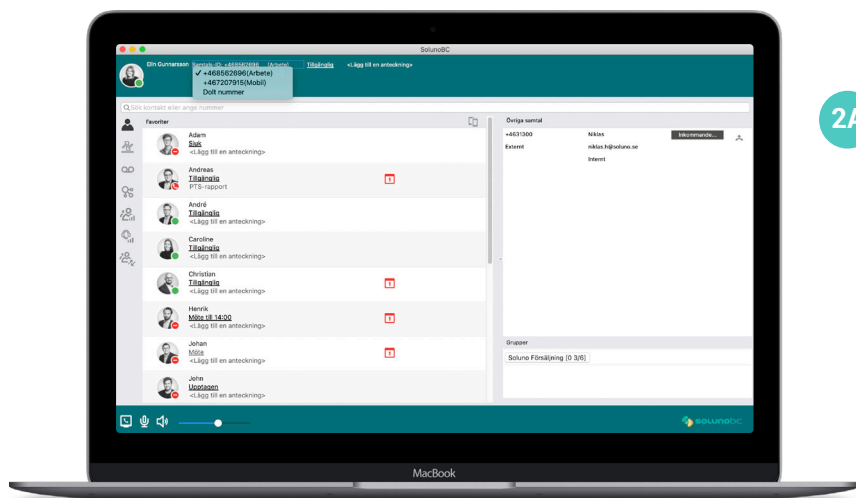 SolunoBC
Elin Gunnarsson Samtals-ID: +468562696 (Arbete) Tillgänglig <Lägg till en anteckning>
✓ +468562696(Arbete)
+467207915(Mobil)
Dolt nummer
Sök kontakt eller ange nummer
Favoriter
Adam
Sjuk
<Lägg till en anteckning>
Andreas
Tillgänglig
PTS-rapport
André
Tillgänglig
<Lägg till en anteckning>
Caroline
Tillgänglig
<Lägg till en anteckning>
Christian
Tillgänglig
<Lägg till en anteckning>
Henrik
Möte till 14:00
<Lägg till en anteckning>
Johan
Möte
<Lägg till en anteckning>
John
Upptagen
<Lägg till en anteckning>
Övriga samtal
+4631300 Niklas Inkommande...
Externt niklas.h@soluno.se
Internt
Grupper
Soluno Försäljning [0 3/6]
solunobc
MacBook
2A